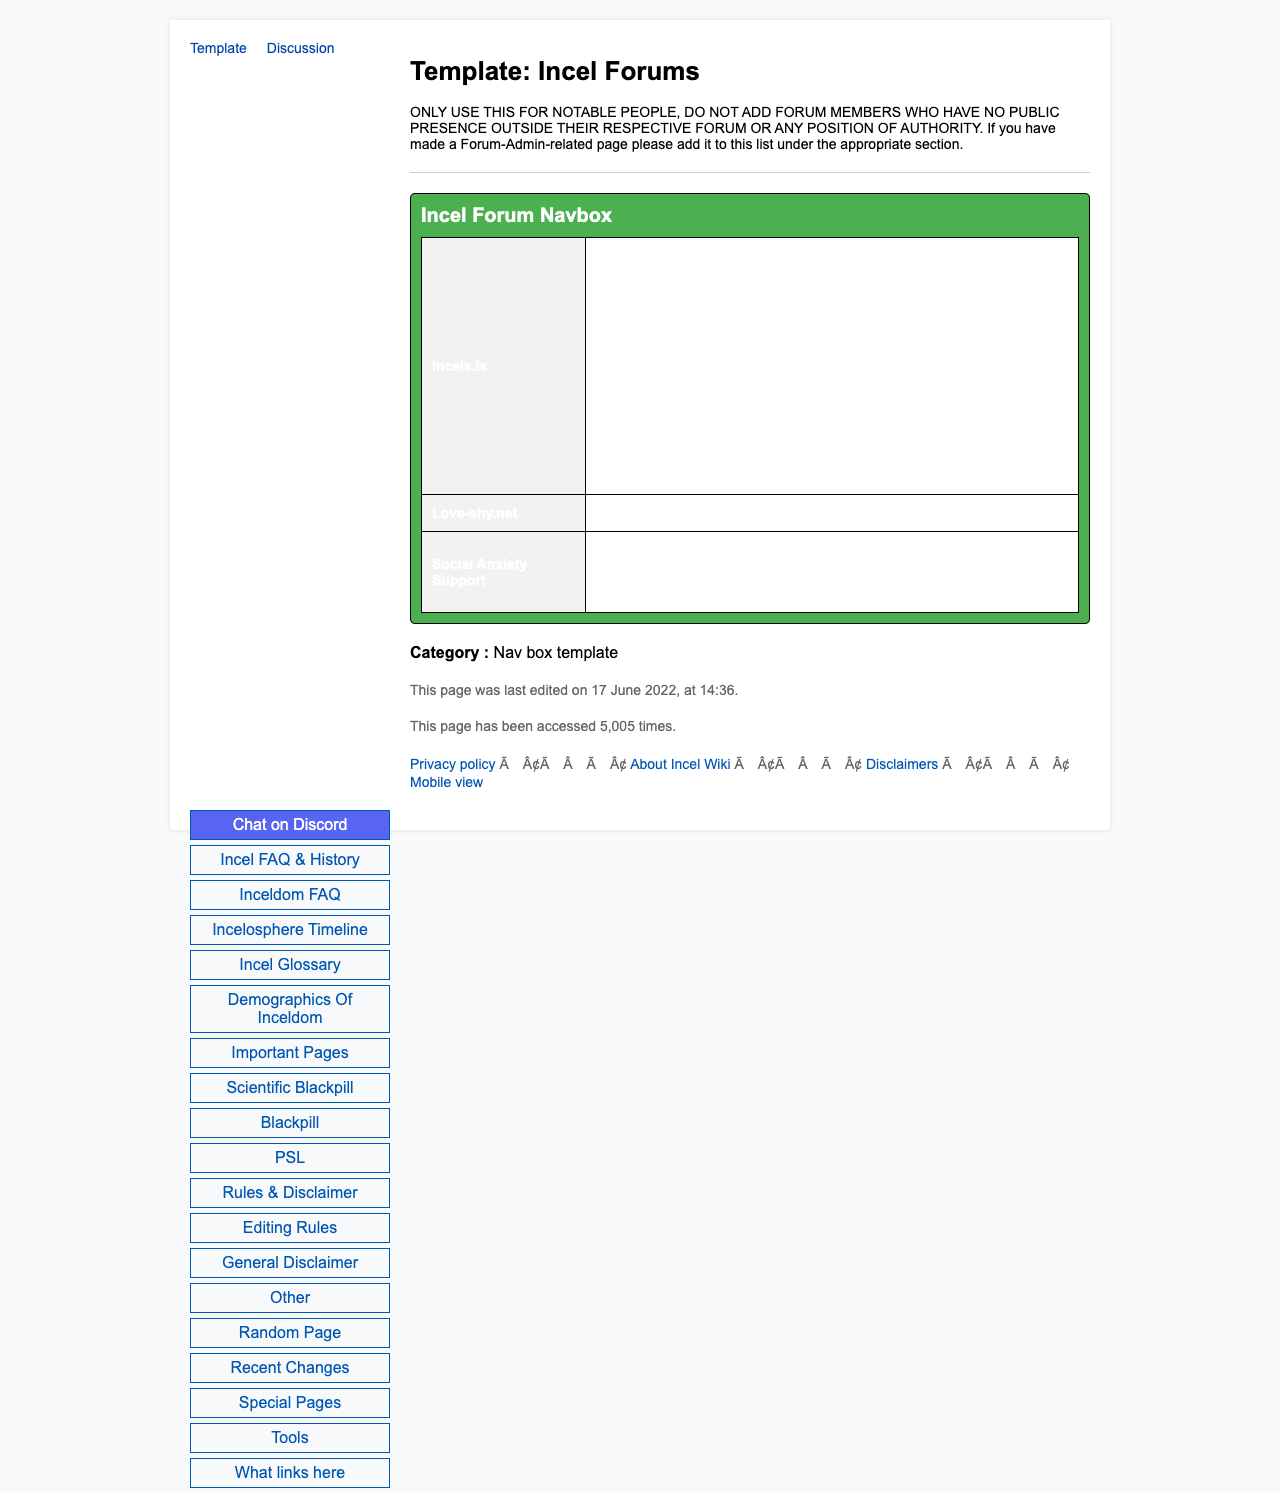 Template Discussion
Template: Incel Forums
ONLY USE THIS FOR NOTABLE PEOPLE, DO NOT ADD FORUM MEMBERS WHO HAVE NO PUBLIC
PRESENCE OUTSIDE THEIR RESPECTIVE FORUM OR ANY POSITION OF AUTHORITY. If you have
made a Forum-Admin-related page please add it to this list under the appropriate section.
Incel Forum Navbox
Incels.is
Love-shy.net
Social Anxiety
Support
Category : Nav box template
This page was last edited on 17 June 2022, at 14:36.
This page has been accessed 5,005 times.
Privacy policy Ã Â¢Ã Â Ã Â¢ About Incel Wiki Ã Â¢Ã Â Ã Â¢ Disclaimers Ã Â¢Ã Â Ã Â¢
Mobile view
Chat on Discord
Incel FAQ & History
Inceldom FAQ
Incelosphere Timeline
Incel Glossary
Demographics Of
Inceldom
Important Pages
Scientific Blackpill
Blackpill
PSL
Rules & Disclaimer
Editing Rules
General Disclaimer
Other
Random Page
Recent Changes
Special Pages
Tools
What links here